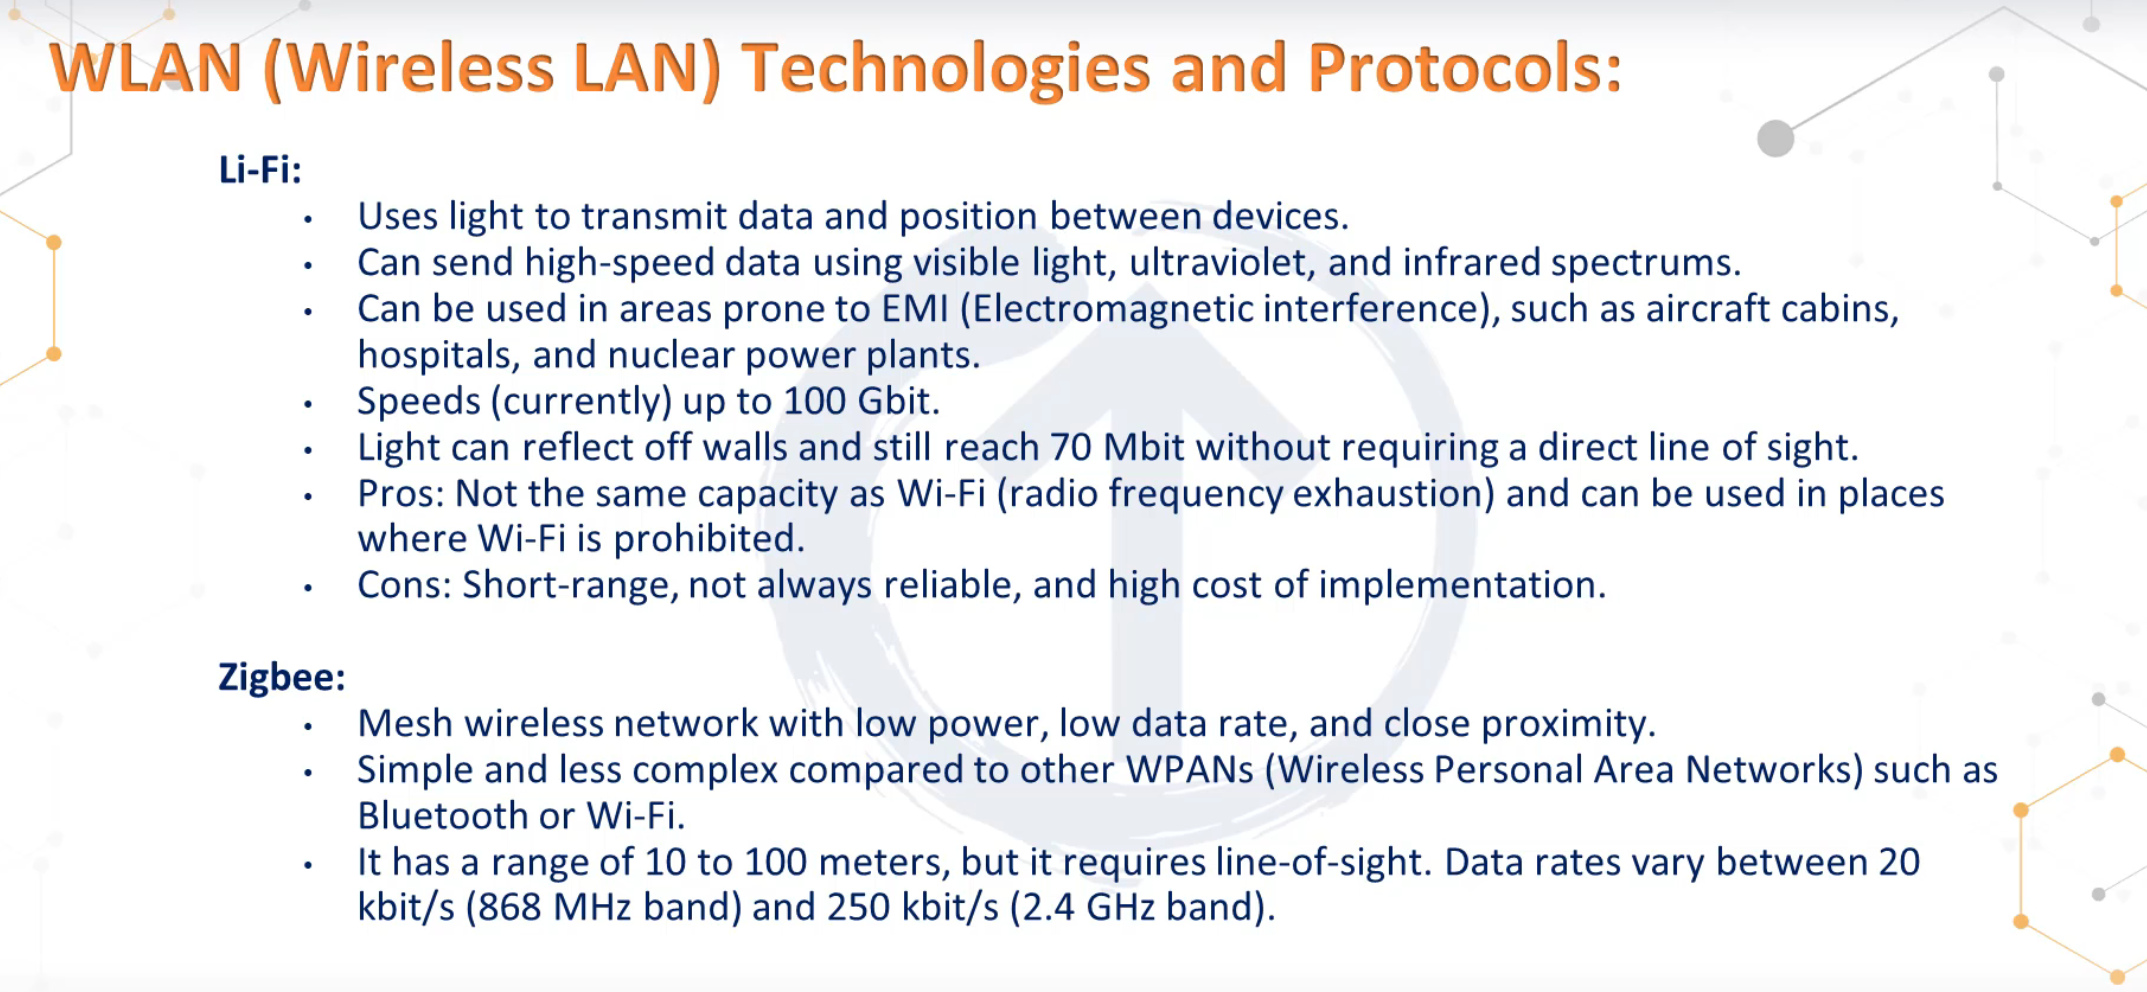 WLAN (Wireless LAN) Technologies and Protocols:
Li-Fi:
• Uses light to transmit data and position between devices.
• Can send high-speed data using visible light, ultraviolet, and infrared spectrums.
• Can be used in areas prone to EMI (Electromagnetic interference), such as aircraft cabins,
hospitals, and nuclear power plants.
• Speeds (currently) up to 100 Gbit.
• Light can reflect off walls and still reach 70 Mbit without requiring a direct line of sight.
• Pros: Not the same capacity as Wi-Fi (radio frequency exhaustion) and can be used in places
where Wi-Fi is prohibited.
• Cons: Short-range, not always reliable, and high cost of implementation.
Zigbee:
• Mesh wireless network with low power, low data rate, and close proximity.
• Simple and less complex compared to other WPANs (Wireless Personal Area Networks) such as
Bluetooth or Wi-Fi.
• It has a range of 10 to 100 meters, but it requires line-of-sight. Data rates vary between 20
kbit/s (868 MHz band) and 250 kbit/s (2.4 GHz band).